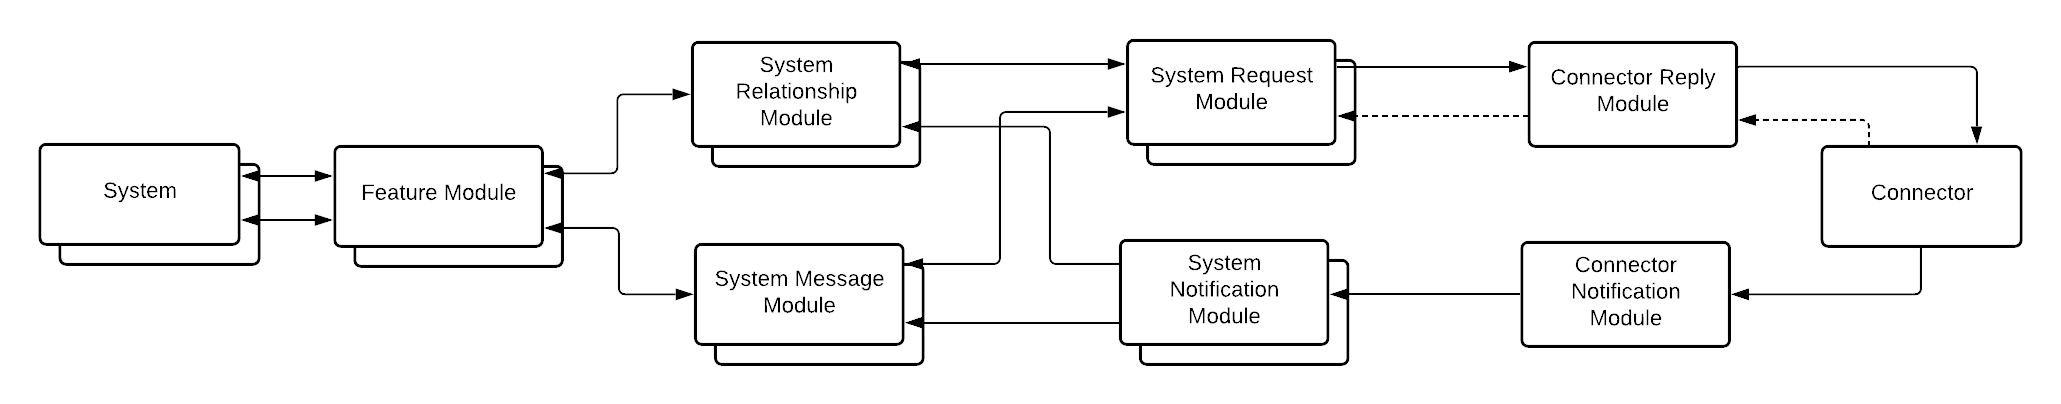 System
Feature Module
System
Relationship
Module
System Message
Module
System Request
Module
System
Notification
Module
Connector Reply
Module
Connector
Notification
Module
Connector